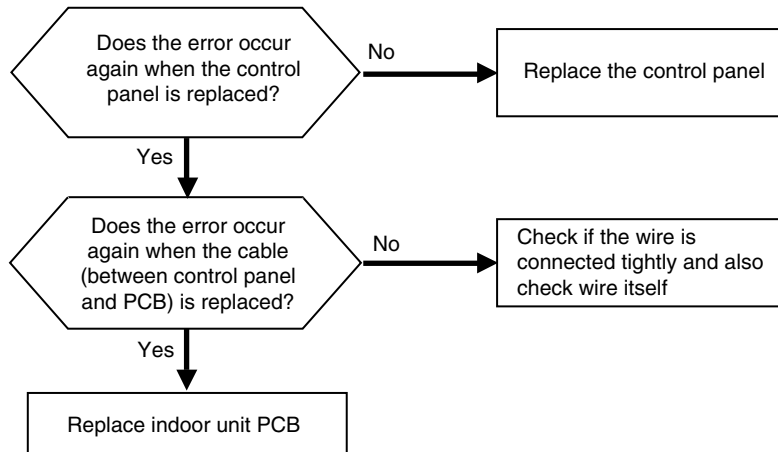 Does the error occur
again when the control
panel is replaced?
No
Replace the control panel
Yes
Does the error occur
again when the cable
(between control panel
and PCB) is replaced?
No
Check if the wire is
connected tightly and also
check wire itself
Yes
Replace indoor unit PCB